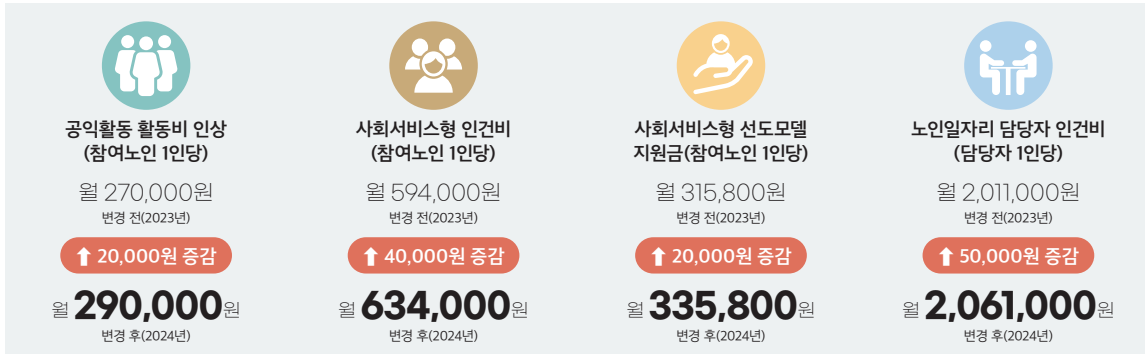 공익활동 활동비 인상
(참여노인 1인당)
월 270,000원
변경 전(2023년)
20,000원 증감
월 290,000원
변경 후(2024년)
사회서비스형 인건비
(참여노인 1인당)
월 594,000원
변경 전(2023년)
40,000원 증감
월 634,000원
변경 후(2024년)
사회서비스형 선도모델
지원금(참여노인 1인당)
월 315,800원
변경 전(2023년)
20,000원 증감
월 335,800원
변경 후(2024년)
노인일자리 담당자 인건비
(담당자 1인당)
월 2,011,000원
변경 전(2023년)
50,000원 증감
월 2,061,000원
변경 후(2024년)